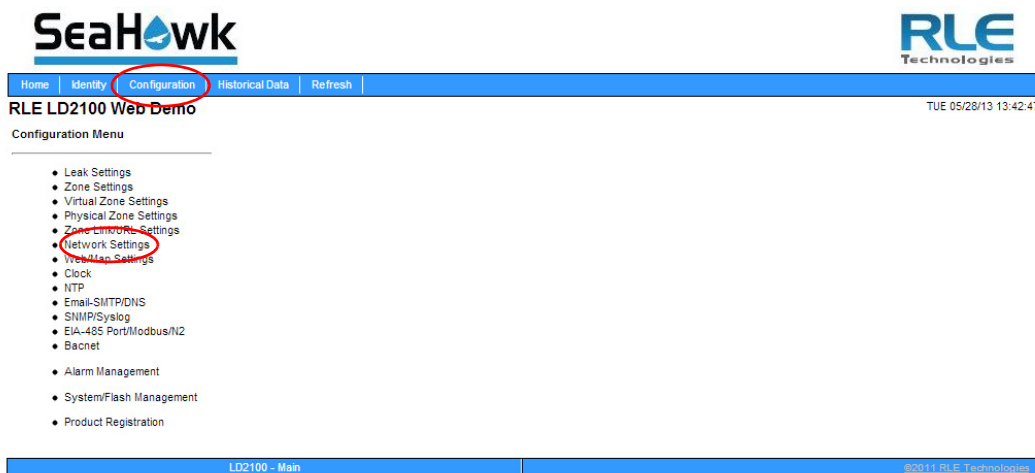 SeaHawk
RLE
Technologies
Home Identity Configuration Historical Data Refresh
RLE LD2100 Web Demo
TUE 05/28/13 13:42:47
Configuration Menu
Leak Settings
Zone Settings
Virtual Zone Settings
Physical Zone Settings
Zone Link/URL Settings
Network Settings
Web/Map Settings
Clock
NTP
Email-SMTP/DNS
SNMP/Syslog
EIA-485 Port/Modbus/N2
Bacnet
Alarm Management
System/Flash Management
Product Registration
LD2100 - Main
©2011 RLE Technologies